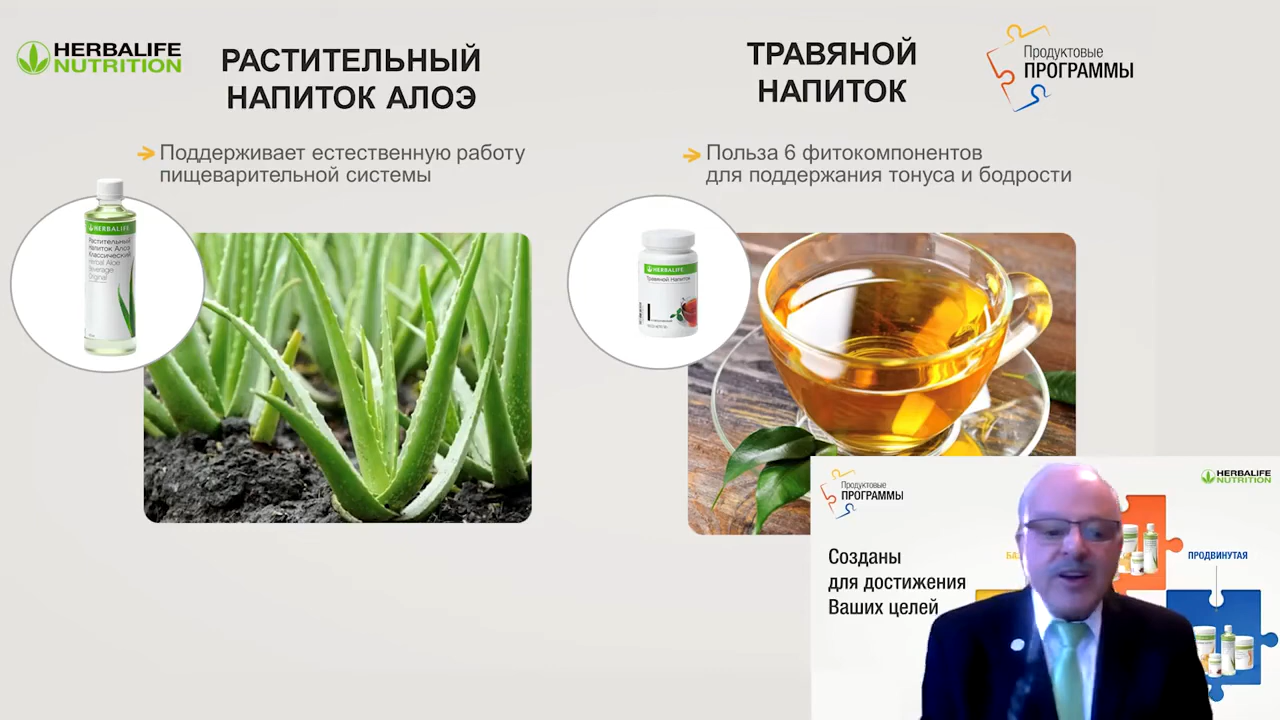 HERBALIFE
NUTRITION
РАСТИТЕЛЬНЫЙ
НАПИТОК АЛОЭ
Поддерживает естественную работу
пищеварительной системы
HERBALIFE
Растительный
Напиток Алоэ
Классический
Herbal Aloe
Beverage
Original
ТРАВЯНОЙ
НАПИТОК
Продуктовые
ПРОГРАММЫ
Польза 6 фитокомпонентов
для поддержания тонуса и бодрости
HERBALIFE
Травяной Напиток
Продуктовые
ПРОГРАММЫ
HERBALIFE
NUTRITION
Созданы
для достижения
Ваших целей
БАЗ
ПРОДВИНУТАЯ